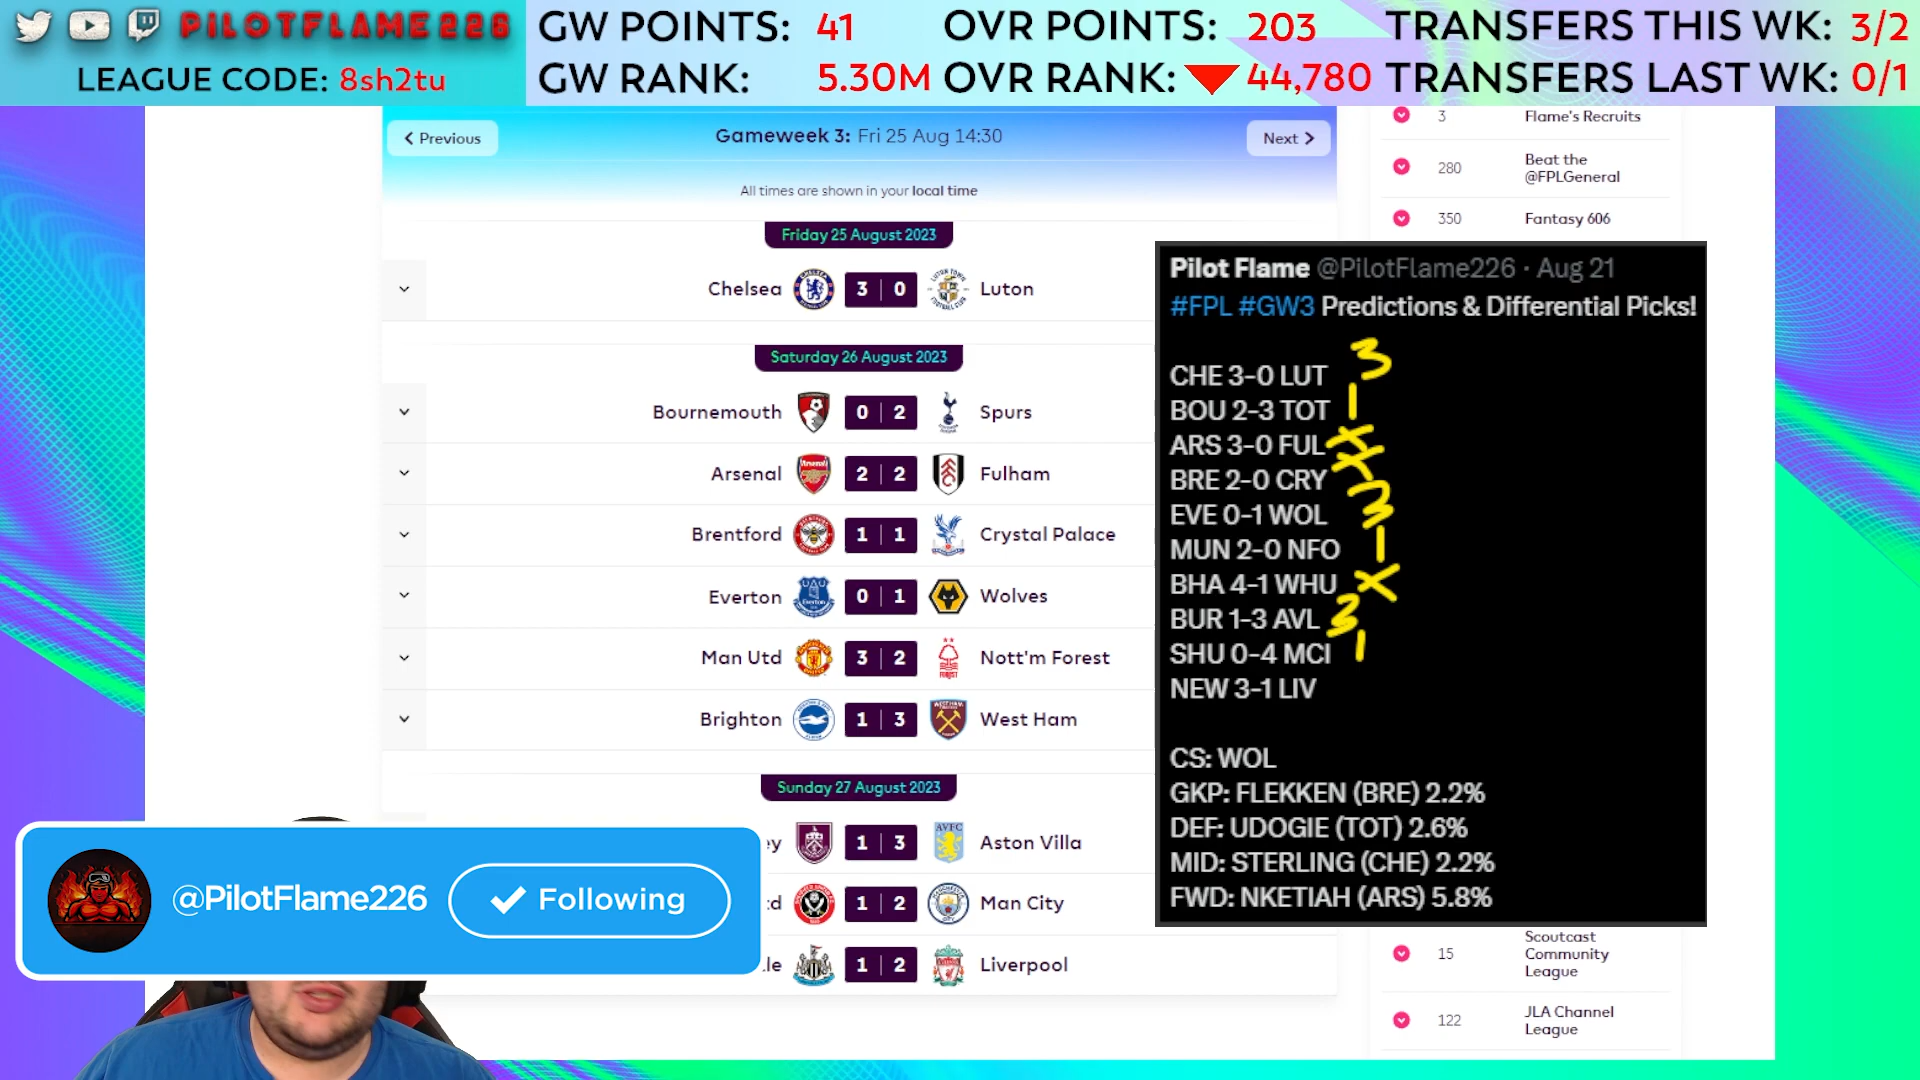 PILOTFLAME226
LEAGUE CODE: 8sh2tu
GW POINTS: 41
GW RANK: 5.30M
OVR POINTS: 203
OVR RANK: 44,780
TRANSFERS THIS WK: 3/2
TRANSFERS LAST WK: 0/1
Previous
Gameweek 3: Fri 25 Aug 14:30
Next
All times are shown in your local time
Friday 25 August 2023
Chelsea 3 | 0 Luton
Saturday 26 August 2023
Bournemouth 0 | 2 Spurs
Arsenal 2 | 2 Fulham
Brentford 1 | 1 Crystal Palace
Everton 0 | 1 Wolves
Man Utd 3 | 2 Nott'm Forest
Brighton 1 | 3 West Ham
Sunday 27 August 2023
ey 1 | 3 Aston Villa
td 1 | 2 Man City
le 1 | 2 Liverpool
3 Flame's Recruits
280 Beat the
@FPLGeneral
350 Fantasy 606
Pilot Flame @PilotFlame226 · Aug 21
#FPL #GW3 Predictions & Differential Picks!
CHE 3-0 LUT 3
BOU 2-3 TOT 1
ARS 3-0 FUL X
BRE 2-0 CRY X
EVE 0-1 WOL 3
MUN 2-0 NFO 1
BHA 4-1 WHU X
BUR 1-3 AVL 3
SHU 0-4 MCI 1
NEW 3-1 LIV
CS: WOL
GKP: FLEKKEN (BRE) 2.2%
DEF: UDOGIE (TOT) 2.6%
MID: STERLING (CHE) 2.2%
FWD: NKETIAH (ARS) 5.8%
15 Scoutcast
Community
League
122 JLA Channel
League
@PilotFlame226
Following